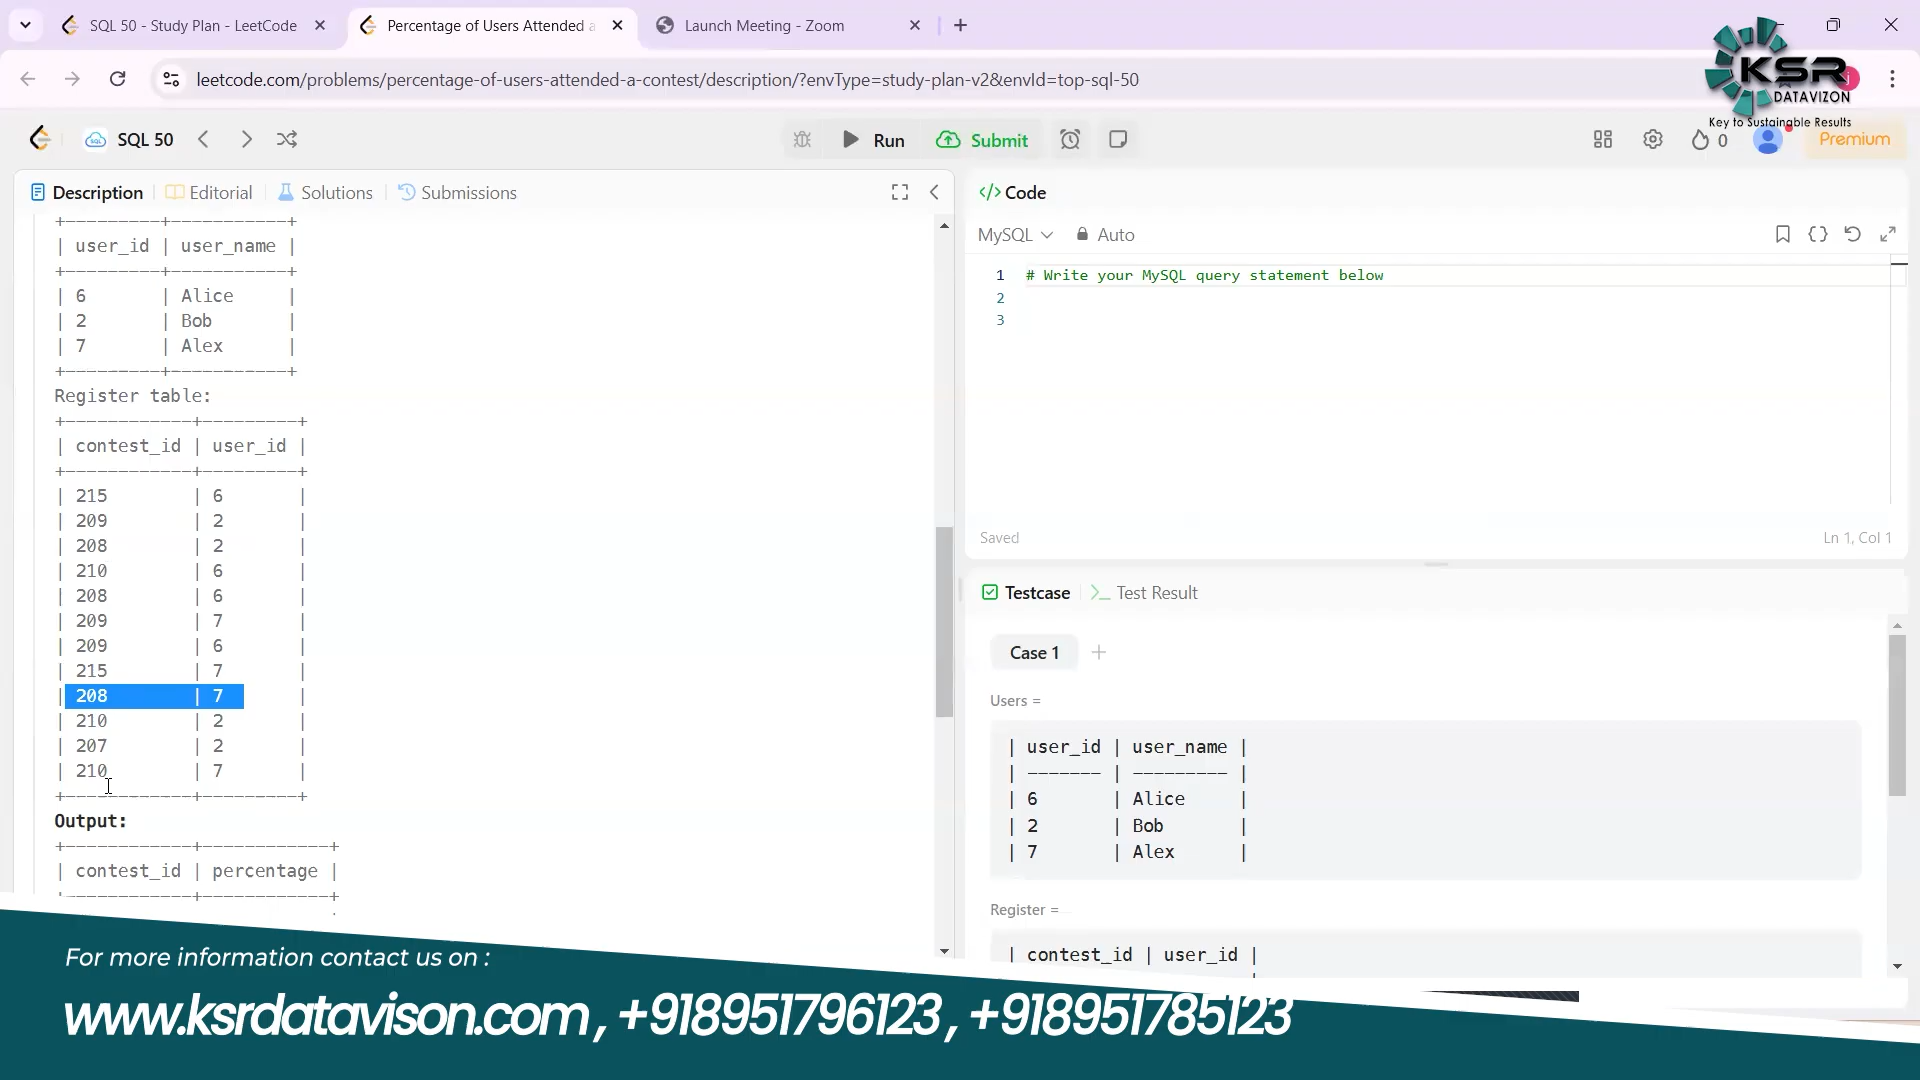 SQL 50 - Study Plan - LeetCode
Percentage of Users Attended a
Launch Meeting - Zoom
leetcode.com/problems/percentage-of-users-attended-a-contest/description/?envType=study-plan-v2&envId=top-sql-50
KSR
DATAVIZON
Key to Sustainable Results
SQL 50
Run
Submit
0
Premium
Description
Editorial
Solutions
Submissions
+---------+-----------+
| user_id | user_name |
+---------+-----------+
| 6       | Alice     |
| 2       | Bob       |
| 7       | Alex      |
+---------+-----------+
Register table:
+------------+---------+
| contest_id | user_id |
+------------+---------+
| 215        | 6       |
| 209        | 2       |
| 208        | 2       |
| 210        | 6       |
| 208        | 6       |
| 209        | 7       |
| 209        | 6       |
| 215        | 7       |
| 208        | 7       |
| 210        | 2       |
| 207        | 2       |
| 210        | 7       |
+------------+---------+
Output:
+------------+------------+
| contest_id | percentage |
+------------+------------+
</> Code
MySQL
Auto
1 # Write your MySQL query statement below
2
3
Saved
Ln 1, Col 1
Testcase
Test Result
Case 1
Users =
| user_id | user_name |
| ------- | --------- |
| 6       | Alice     |
| 2       | Bob       |
| 7       | Alex      |
Register =
| contest_id | user_id |
For more information contact us on :
www.ksrdatavison.com , +918951796123 , +918951785123